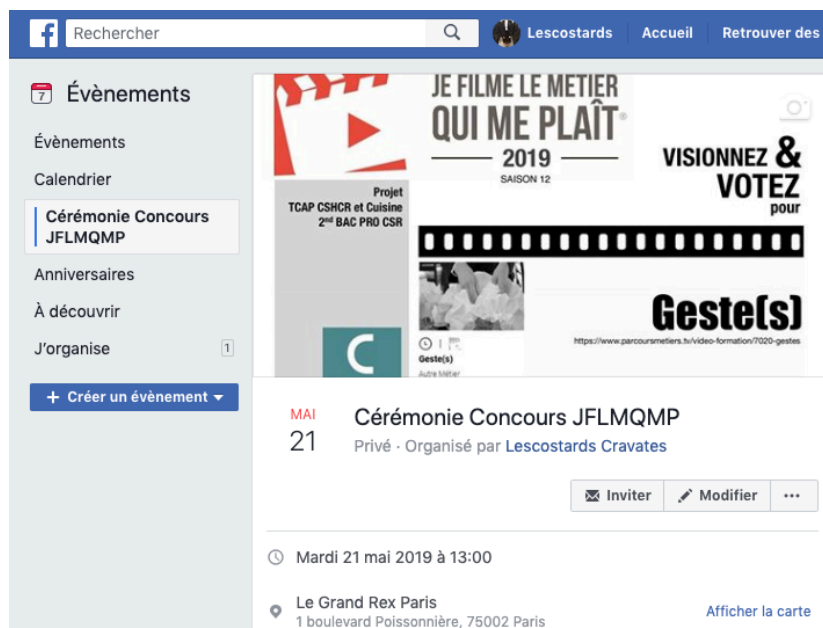 f
Rechercher
Lescostards
Accueil
Retrouver des
7
Évènements
Évènements
Calendrier
Cérémonie Concours
JFLMQMP
Anniversaires
À découvrir
J'organise
1
+ Créer un évènement
JE FILME LE METIER
QUI ME PLAÎT®
2019
SAISON 12
VISIONNEZ &
VOTEZ
pour
Projet
TCAP CSHCR et Cuisine
2nd BAC PRO CSR
C
Geste(s)
https://www.parcoursmetiers.tv/video-formation/7020-gestes
Geste(s)
Autre Métier
MAI
21
Cérémonie Concours JFLMQMP
Privé · Organisé par Lescostards Cravates
Inviter
Modifier
...
Mardi 21 mai 2019 à 13:00
Le Grand Rex Paris
1 boulevard Poissonnière, 75002 Paris
Afficher la carte